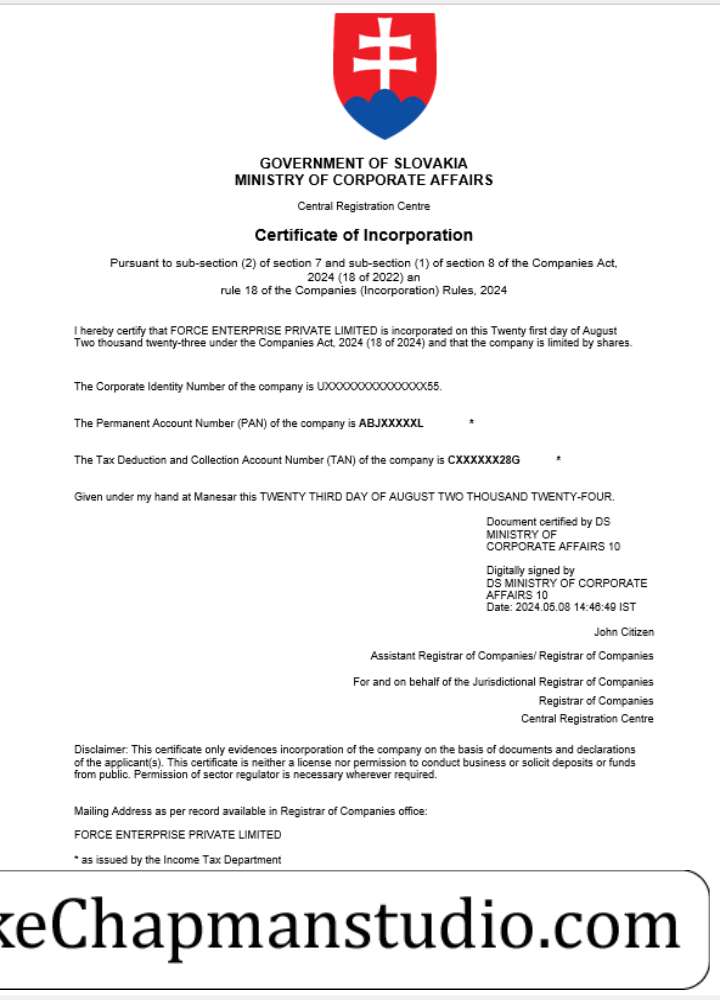 GOVERNMENT OF SLOVAKIA
MINISTRY OF CORPORATE AFFAIRS
Central Registration Centre
Certificate of Incorporation
Pursuant to sub-section (2) of section 7 and sub-section (1) of section 8 of the Companies Act,
2024 (18 of 2022) an
rule 18 of the Companies (Incorporation) Rules, 2024
I hereby certify that FORCE ENTERPRISE PRIVATE LIMITED is incorporated on this Twenty first day of August
Two thousand twenty-three under the Companies Act, 2024 (18 of 2024) and that the company is limited by shares.
The Corporate Identity Number of the company is UXXXXXXXXXXXXXXX55.
The Permanent Account Number (PAN) of the company is ABJXXXXXL *
The Tax Deduction and Collection Account Number (TAN) of the company is CXXXXXX28G *
Given under my hand at Manesar this TWENTY THIRD DAY OF AUGUST TWO THOUSAND TWENTY-FOUR.
Document certified by DS
MINISTRY OF
CORPORATE AFFAIRS 10
Digitally signed by
DS MINISTRY OF CORPORATE
AFFAIRS 10
Date: 2024.05.08 14:46:49 IST
John Citizen
Assistant Registrar of Companies/ Registrar of Companies
For and on behalf of the Jurisdictional Registrar of Companies
Registrar of Companies
Central Registration Centre
Disclaimer: This certificate only evidences incorporation of the company on the basis of documents and declarations
of the applicant(s). This certificate is neither a license nor permission to conduct business or solicit deposits or funds
from public. Permission of sector regulator is necessary wherever required.
Mailing Address as per record available in Registrar of Companies office:
FORCE ENTERPRISE PRIVATE LIMITED
* as issued by the Income Tax Department
keChapmanstudio.com